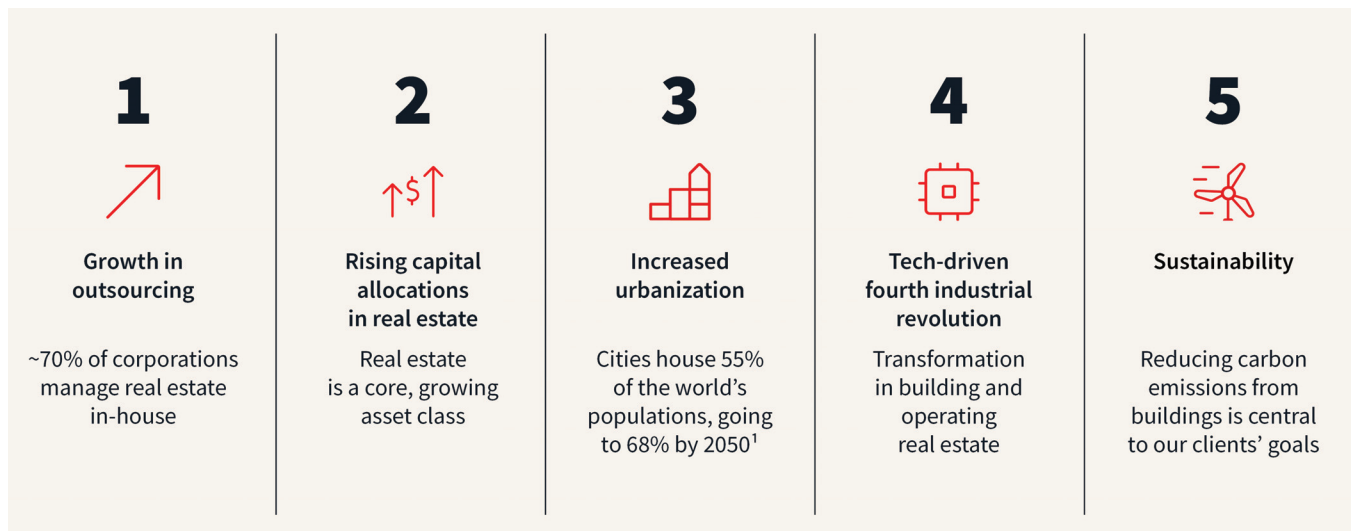 1
Growth in
outsourcing
~70% of corporations
manage real estate
in-house
2
$
Rising capital
allocations
in real estate
Real estate
is a core, growing
asset class
3
Increased
urbanization
Cities house 55%
of the world’s
populations, going
to 68% by 2050¹
4
Tech-driven
fourth industrial
revolution
Transformation
in building and
operating
real estate
5
Sustainability
Reducing carbon
emissions from
buildings is central
to our clients’ goals